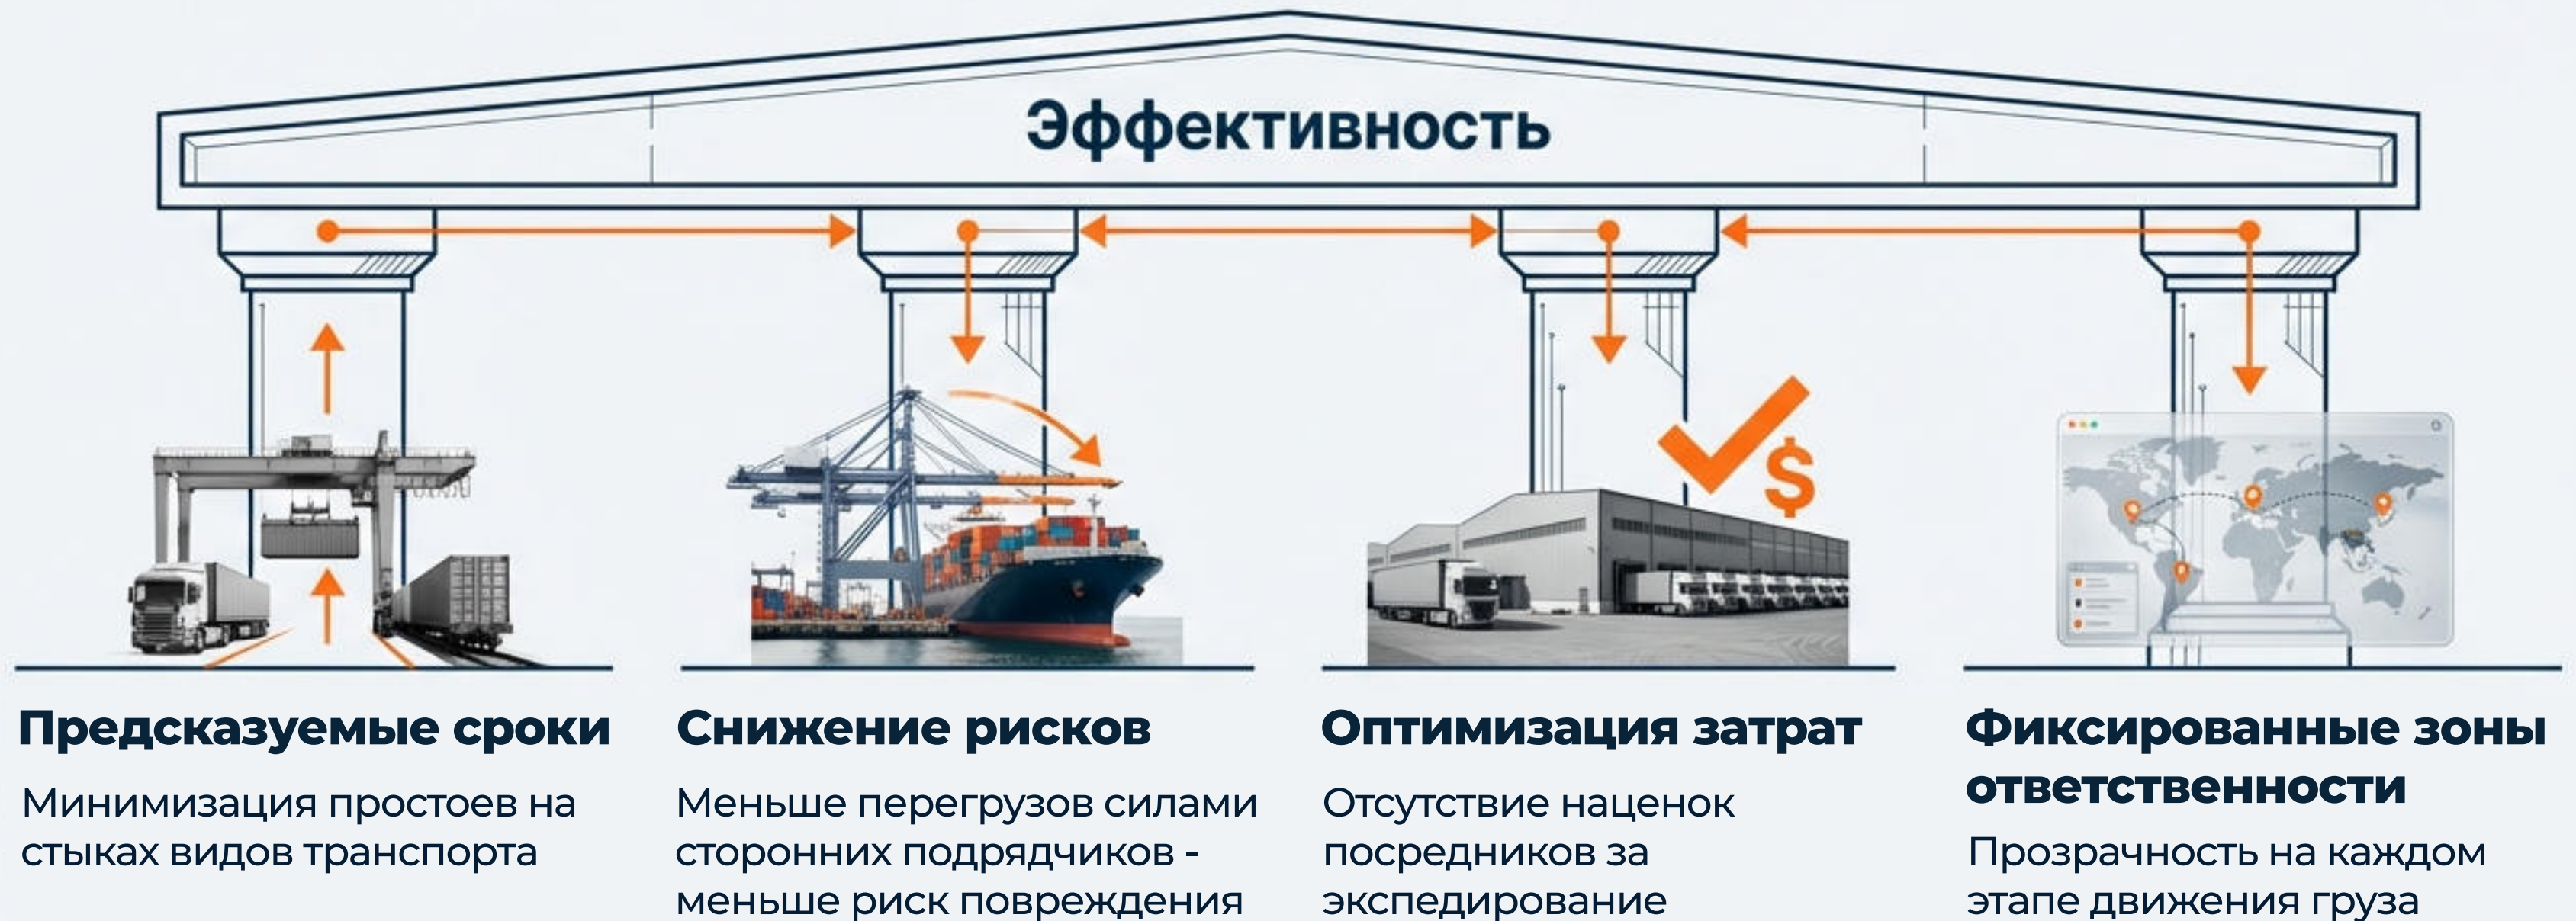 Эффективность
$
Предсказуемые сроки
Минимизация простоев на
стыках видов транспорта
Снижение рисков
Меньше перегрузов силами
сторонних подрядчиков -
меньше риск повреждения
Оптимизация затрат
Отсутствие наценок
посредников за
экспедирование
Фиксированные зоны
ответственности
Прозрачность на каждом
этапе движения груза